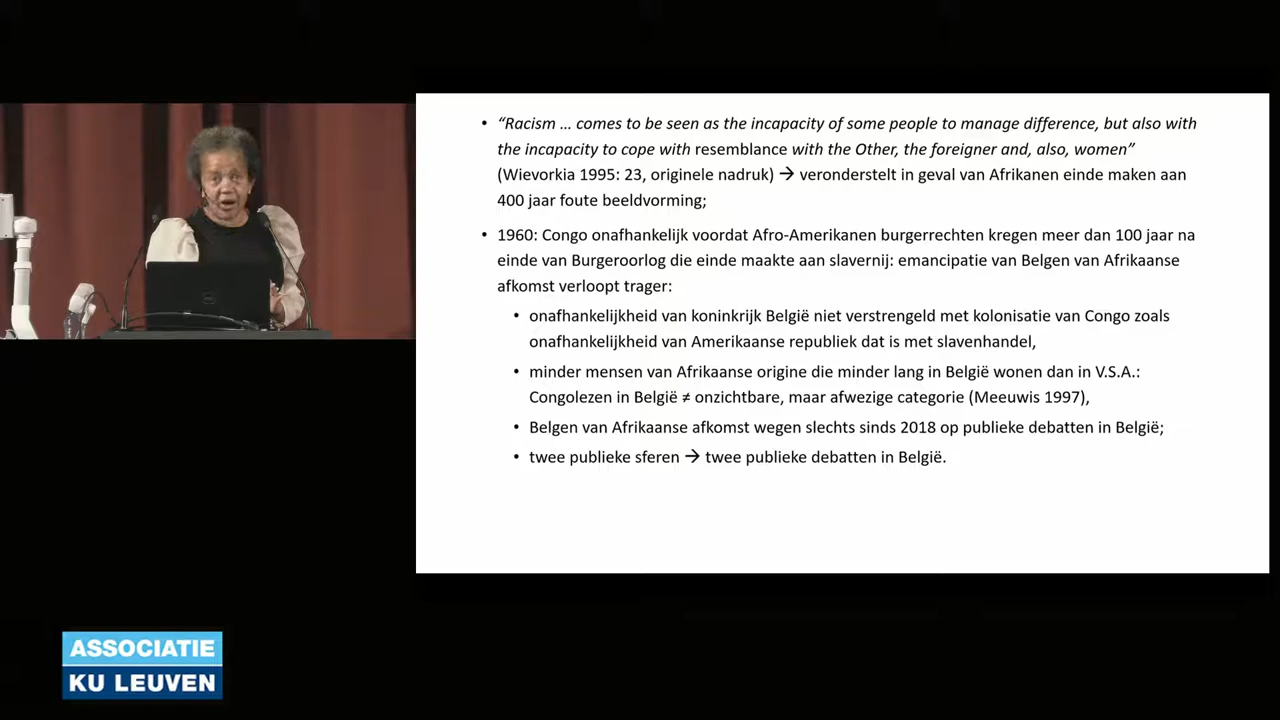 • “Racism … comes to be seen as the incapacity of some people to manage difference, but also with
the incapacity to cope with resemblance with the Other, the foreigner and, also, women”
(Wievorkia 1995: 23, originele nadruk) → veronderstelt in geval van Afrikanen einde maken aan
400 jaar foute beeldvorming;
• 1960: Congo onafhankelijk voordat Afro-Amerikanen burgerrechten kregen meer dan 100 jaar na
einde van Burgeroorlog die einde maakte aan slavernij: emancipatie van Belgen van Afrikaanse
afkomst verloopt trager:
• onafhankelijkheid van koninkrijk België niet verstrengeld met kolonisatie van Congo zoals
onafhankelijkheid van Amerikaanse republiek dat is met slavenhandel,
• minder mensen van Afrikaanse origine die minder lang in België wonen dan in V.S.A.:
Congolezen in België ≠ onzichtbare, maar afwezige categorie (Meeuwis 1997),
• Belgen van Afrikaanse afkomst wegen slechts sinds 2018 op publieke debatten in België;
• twee publieke sferen → twee publieke debatten in België.
ASSOCIATIE
KU LEUVEN